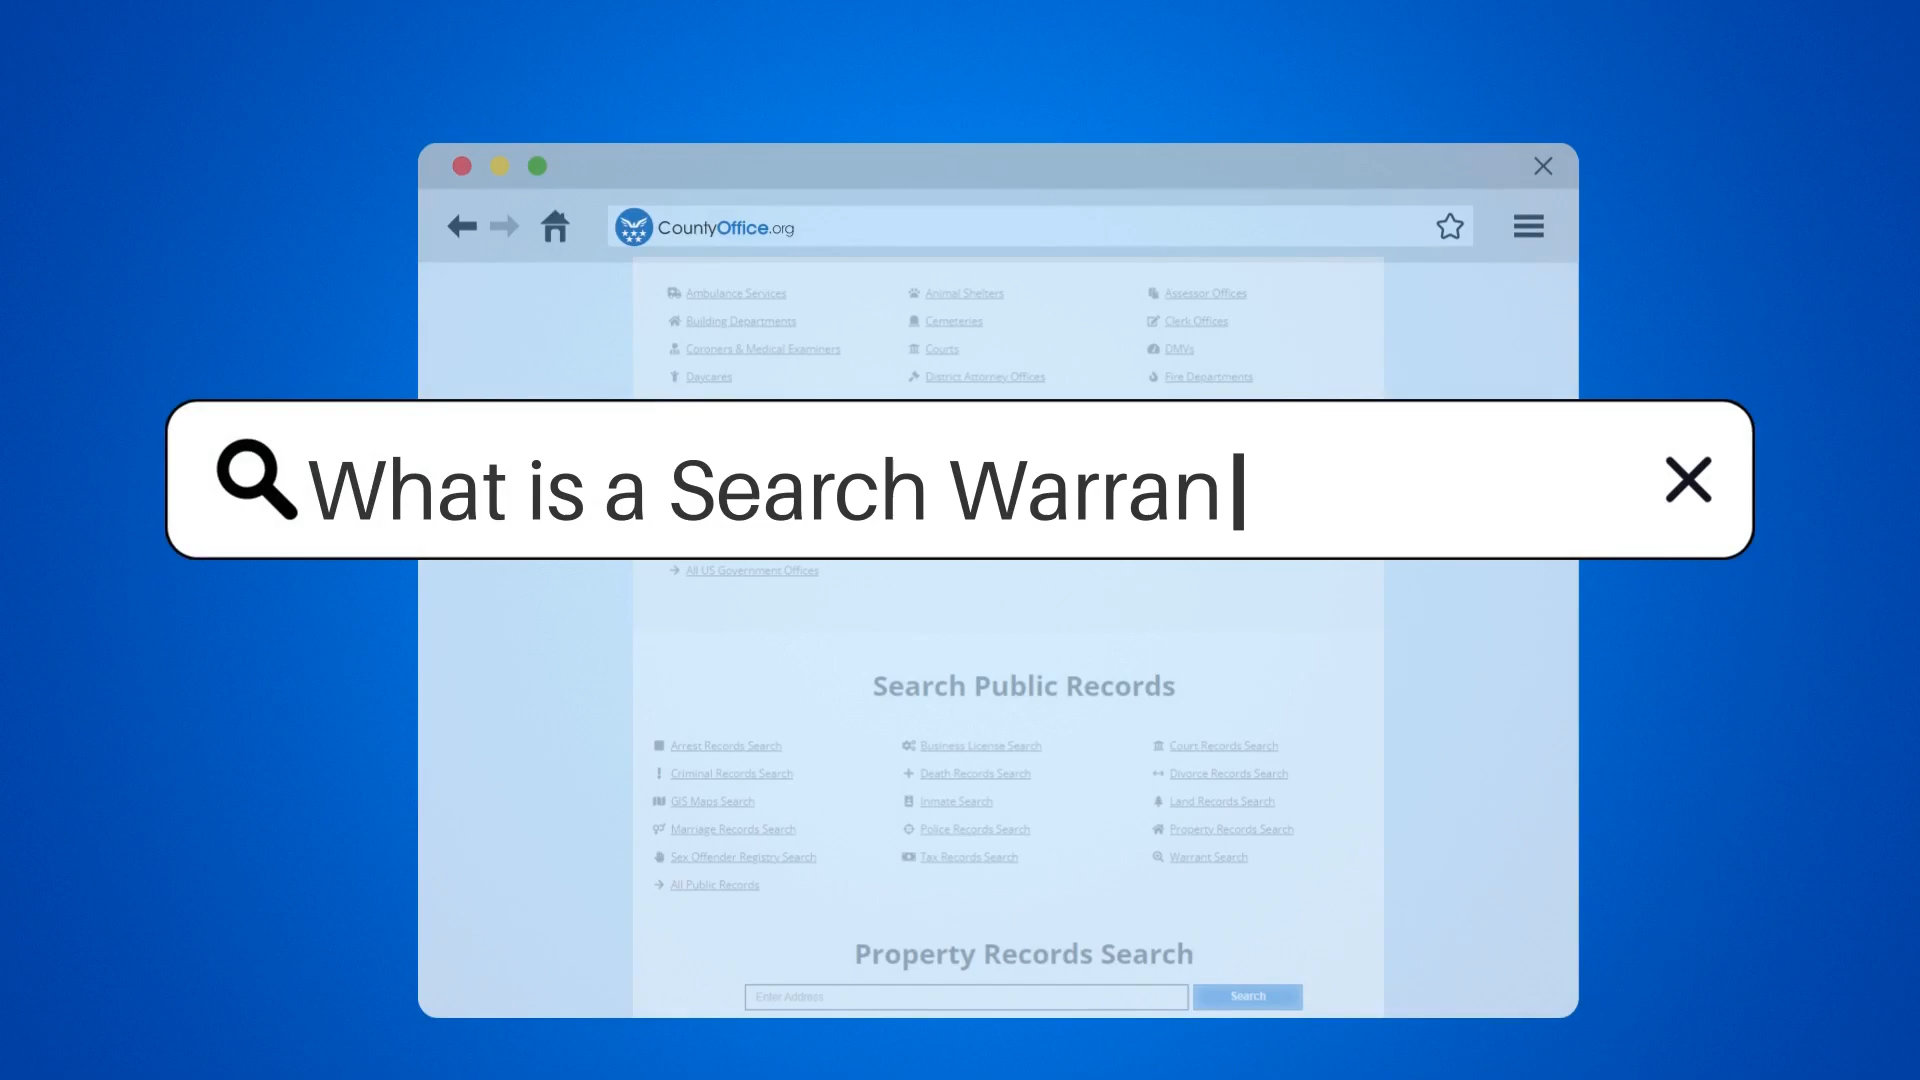 CountyOffice.org
Ambulance Services Animal Shelters Assessor Offices
Building Departments Cemeteries Clerk Offices
Coroners & Medical Examiners Courts DMVs
Daycares District Attorney Offices Fire Departments
What is a Search Warran
All US Government Offices
Search Public Records
Arrest Records Search Business License Search Court Records Search
Criminal Records Search Death Records Search Divorce Records Search
GIS Maps Search Inmate Search Land Records Search
Marriage Records Search Police Records Search Property Records Search
Sex Offender Registry Search Tax Records Search Warrant Search
All Public Records
Property Records Search
Enter Address Search